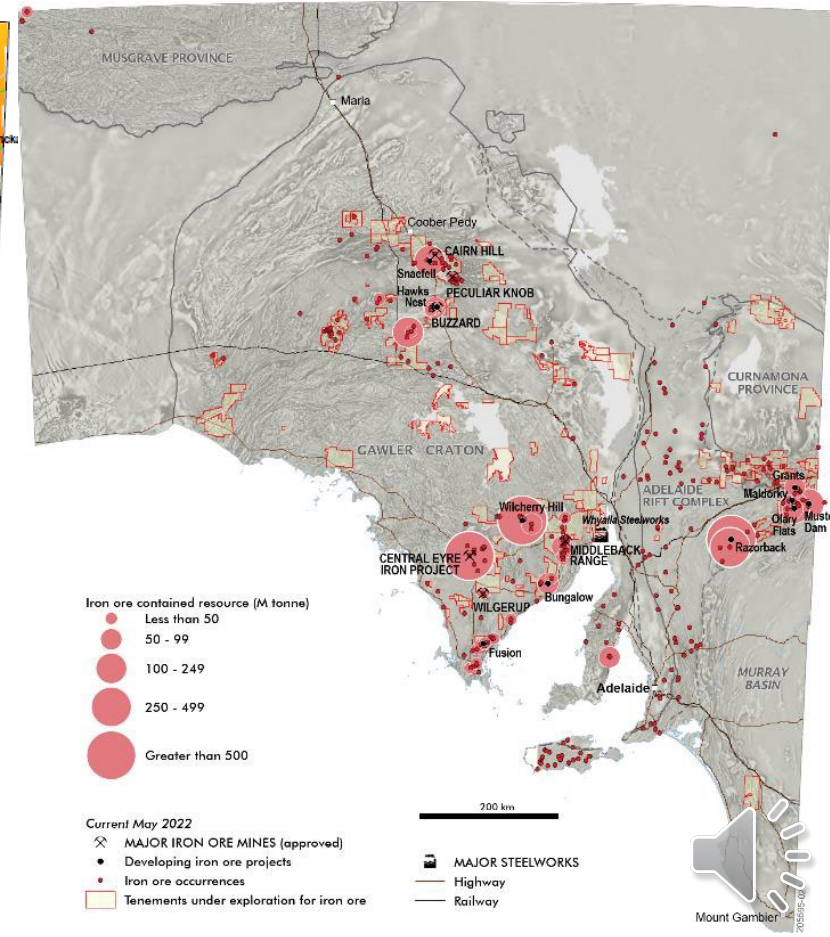 MUSGRAVE PROVINCE
Marla
Coober Pedy
CAIRN HILL
Snaefell
PECULIAR KNOB
Hawks
Nest
BUZZARD
CURNAMONA
PROVINCE
GAWLER CRATON
Grants
ADELAIDE
RIFT COMPLEX
Maldorky
Wilcherry Hill
Olary
Flats
Dam
Whyalla Steelworks
Razorback
CENTRAL EYRE
IRON PROJECT
MIDDLEBACK
RANGE
Bungalow
WILGERUP
Fusion
Adelaide
MURRAY
BASIN
Iron ore contained resource (M tonne)
Less than 50
50 - 99
100 - 249
250 - 499
Greater than 500
200 km
Current May 2022
MAJOR IRON ORE MINES (approved)
Developing iron ore projects
Iron ore occurrences
Tenements under exploration for iron ore
MAJOR STEELWORKS
Highway
Railway
Mount Gambier